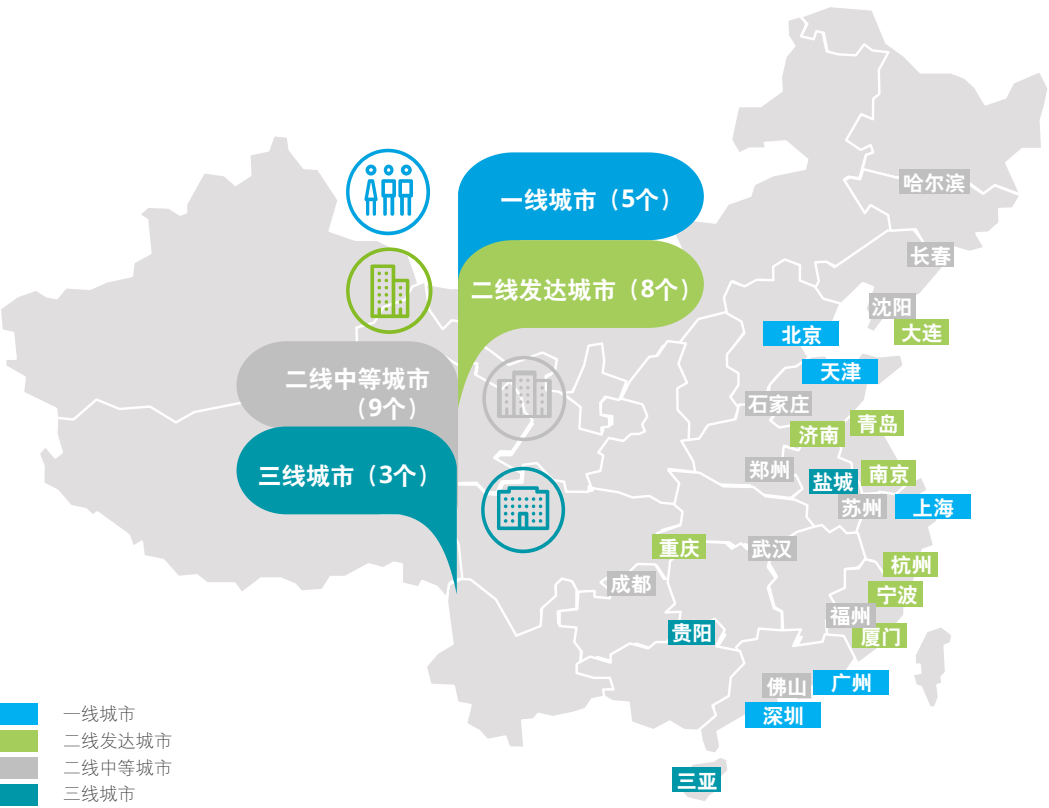 一线城市（5个）
二线发达城市（8个）
二线中等城市
（9个）
三线城市（3个）
哈尔滨
长春
沈阳
大连
北京
天津
石家庄
青岛
济南
郑州
盐城
南京
苏州
上海
重庆
武汉
杭州
成都
宁波
福州
贵阳
厦门
佛山
广州
深圳
三亚
一线城市
二线发达城市
二线中等城市
三线城市